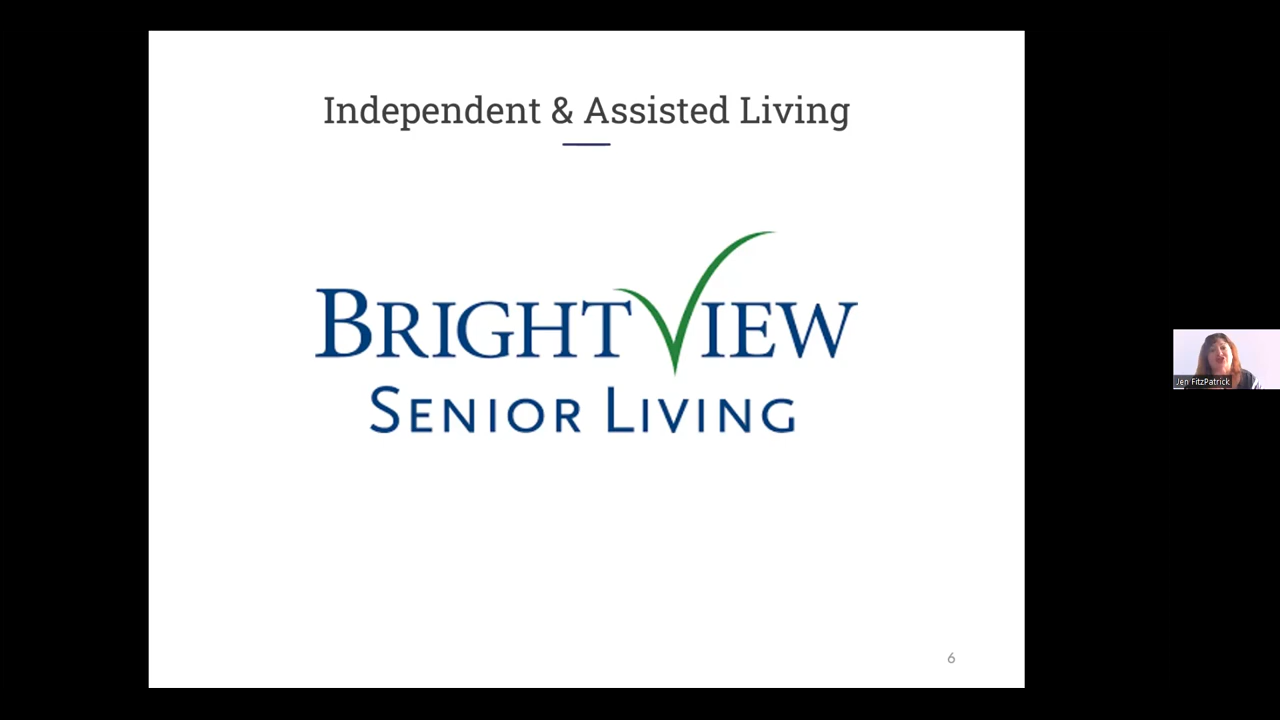 Independent & Assisted Living
BRIGHTVIEW
SENIOR LIVING
Jen FitzPatrick
6